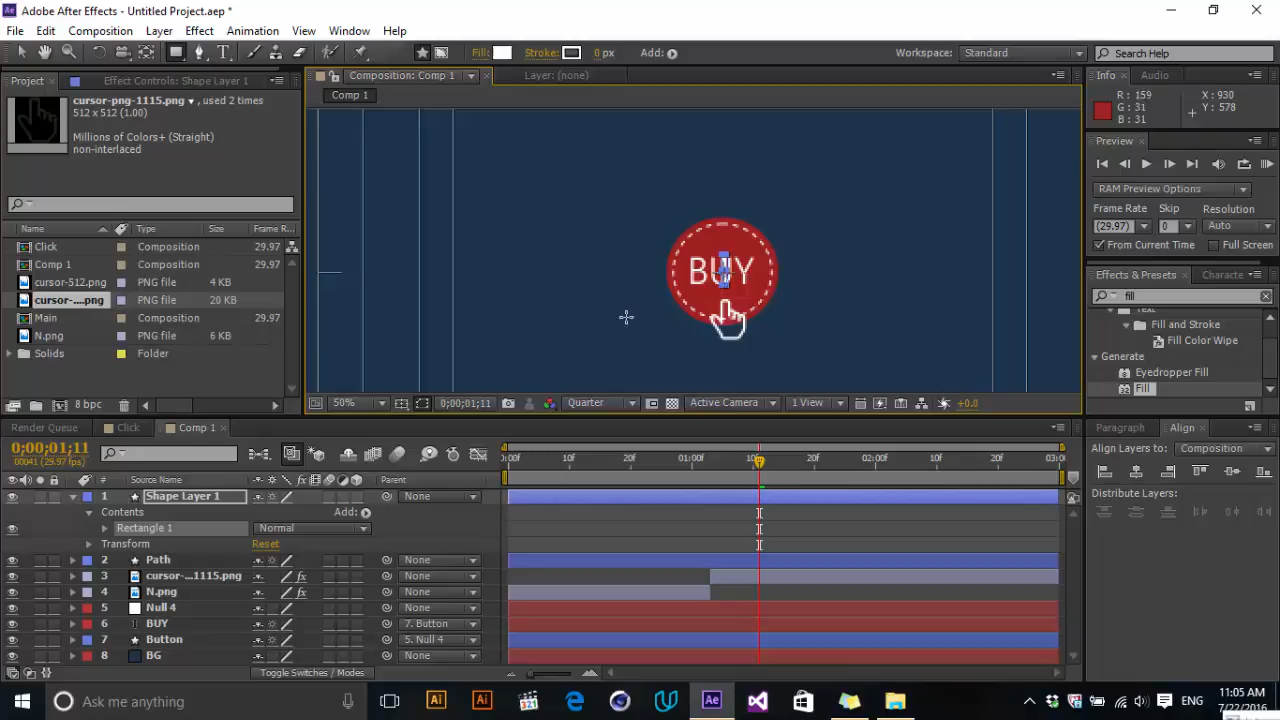 Adobe After Effects - Untitled Project.aep *
File Edit Composition Layer Effect Animation View Window Help
Fill: Stroke: 0 px Add: Workspace: Standard Search Help
Project Effect Controls: Shape Layer 1 Composition: Comp 1 Layer: (none) Info Audio
cursor-png-1115.png, used 2 times
512 x 512 (1.00)
Millions of Colors+ (Straight)
non-interlaced
Comp 1
R : 159 X : 930
G : 31 Y : 578
B : 31
Preview
RAM Preview Options
Frame Rate Skip Resolution
(29.97) 0 Auto
From Current Time Full Screen
Name Type Size Frame R...
Click Composition 29.97
Comp 1 Composition 29.97
cursor-512.png PNG file 4 KB
cursor-....png PNG file 20 KB
Main Composition 29.97
N.png PNG file 6 KB
Solids Folder
8 bpc
BUY
Effects & Presets Characte
fill
Text
Fill and Stroke
Fill Color Wipe
Generate
Eyedropper Fill
Fill
50% 0;00;01;11 Quarter Active Camera 1 View +0.0
Render Queue Click Comp 1
0;00;01;11
00041 (29.97 fps)
:00f 10f 20f 01:00f 10f 20f 02:00f 10f 20f 03:0
# Source Name Parent
1 Shape Layer 1 None
Contents Add:
Rectangle 1 Normal
Transform Reset
2 Path None
3 cursor-...1115.png None
4 N.png None
5 Null 4 None
6 BUY 7. Button
7 Button 5. Null 4
8 BG None
Toggle Switches / Modes
Paragraph Align
Align Layers to: Composition
Distribute Layers:
Ask me anything
ENG
11:05 AM
7/22/2016